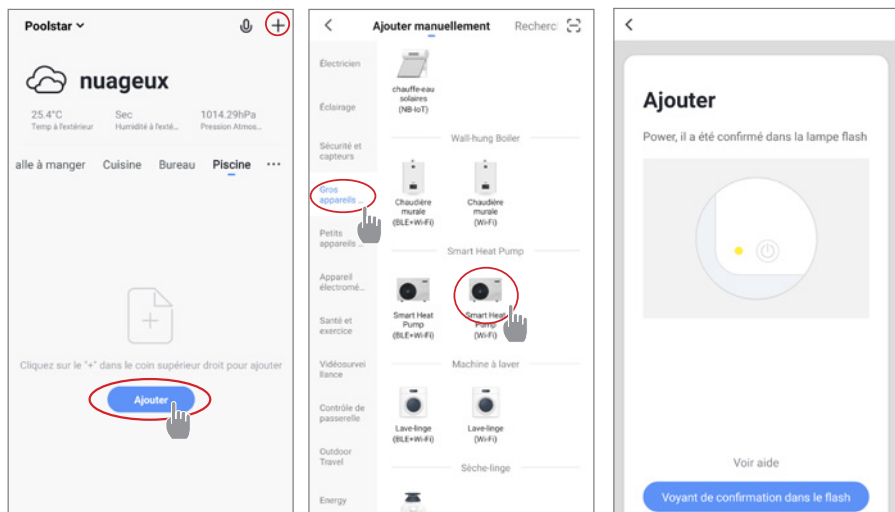 Poolstar
nuageux
25.4°C Sec 1014.29hPa
Temp à l'extérieur Humidité à l'exté... Pression Atmos...
alle à manger Cuisine Bureau Piscine ...
Cliquez sur le "+" dans le coin supérieur droit pour ajouter
Ajouter
Ajouter manuellement Recherc
Électricien
Éclairage
Sécurité et
capteurs
Gros
appareils ...
Petits
appareils ...
Appareil
électromé...
Santé et
exercice
Vidéosurvei
llance
Contrôle de
passerelle
Outdoor
Travel
Energy
chauffe-eau
solaires
(NB-IoT)
Wall-hung Boiler
Chaudière
murale
(BLE+Wi-Fi)
Chaudière
murale
(Wi-Fi)
Smart Heat Pump
Smart Heat
Pump
(BLE+Wi-Fi)
Smart Heat
Pump
(Wi-Fi)
Machine à laver
Lave-linge
(BLE+Wi-Fi)
Lave-linge
(Wi-Fi)
Sèche-linge
Ajouter
Power, il a été confirmé dans la lampe flash
Voir aide
Voyant de confirmation dans le flash